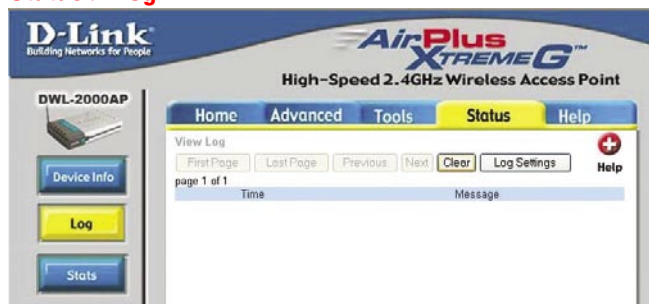 D-Link
Building Networks for People
AirPlus
XTREME G™
High-Speed 2.4GHz Wireless Access Point
DWL-2000AP
Home Advanced Tools Status Help
View Log
First Page Last Page Previous Next Clear Log Settings
Help
page 1 of 1
Time Message
Device Info
Log
Stats